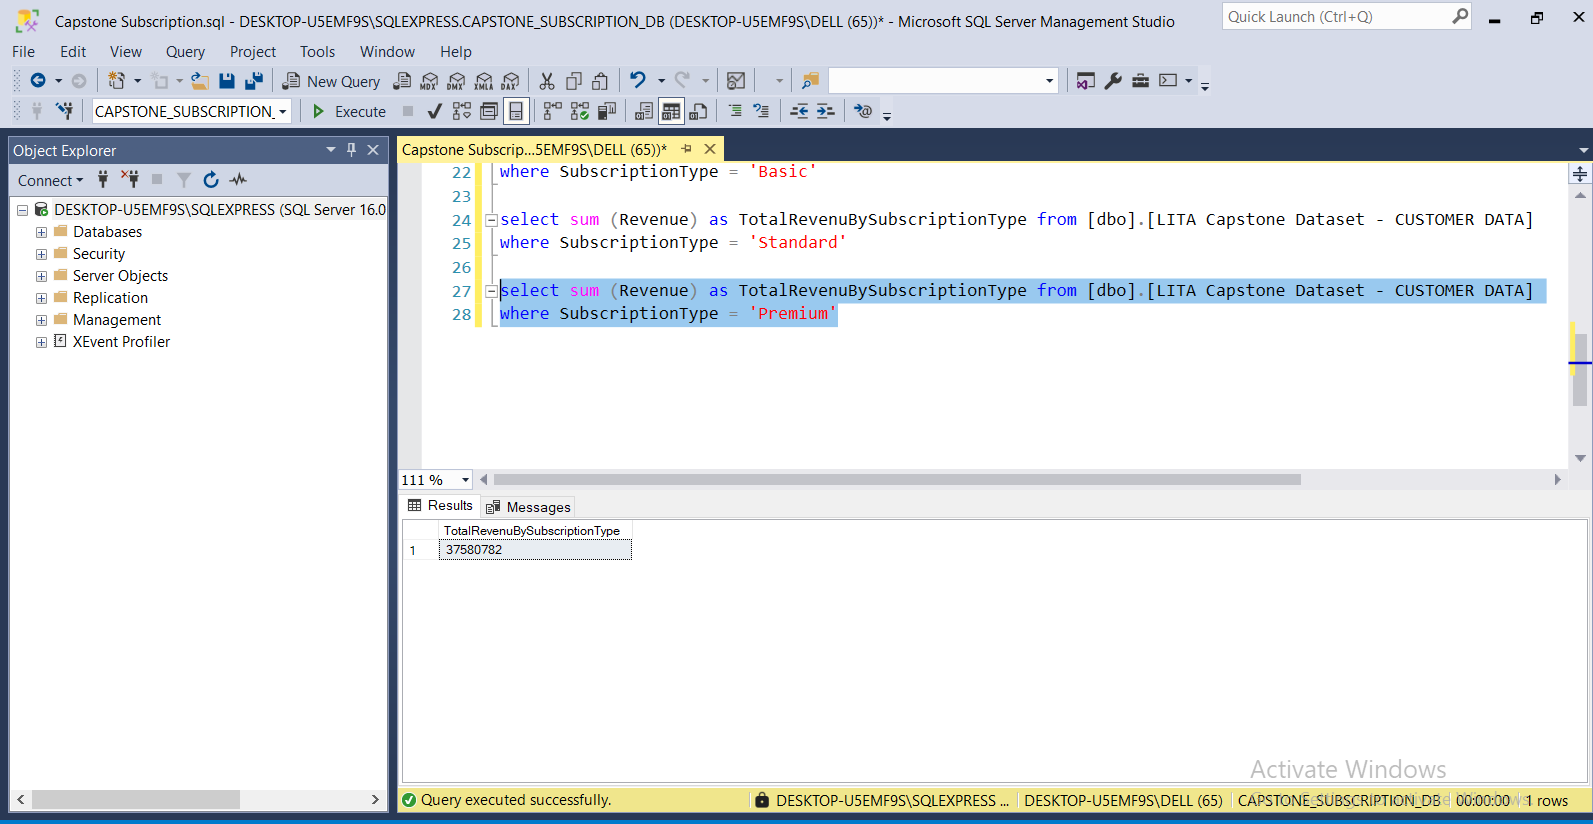 Capstone Subscription.sql - DESKTOP-U5EMF9S\SQLEXPRESS.CAPSTONE_SUBSCRIPTION_DB (DESKTOP-U5EMF9S\DELL (65))* - Microsoft SQL Server Management Studio
Quick Launch (Ctrl+Q)
File Edit View Query Project Tools Window Help
New Query MDX DMX XMLA DAX
CAPSTONE_SUBSCRIPTION_ Execute
Object Explorer
Connect
DESKTOP-U5EMF9S\SQLEXPRESS (SQL Server 16.0
Databases
Security
Server Objects
Replication
Management
XEvent Profiler
Capstone Subscrip...5EMF9S\DELL (65))*
22 where SubscriptionType = 'Basic'
23
24 select sum (Revenue) as TotalRevenuBySubscriptionType from [dbo].[LITA Capstone Dataset - CUSTOMER DATA]
25 where SubscriptionType = 'Standard'
26
27 select sum (Revenue) as TotalRevenuBySubscriptionType from [dbo].[LITA Capstone Dataset - CUSTOMER DATA]
28 where SubscriptionType = 'Premium'
111 %
Results Messages
TotalRevenuBySubscriptionType
1 37580782
Activate Windows
Query executed successfully. DESKTOP-U5EMF9S\SQLEXPRESS ... DESKTOP-U5EMF9S\DELL (65) CAPSTONE_SUBSCRIPTION_DB 00:00:00 1 rows